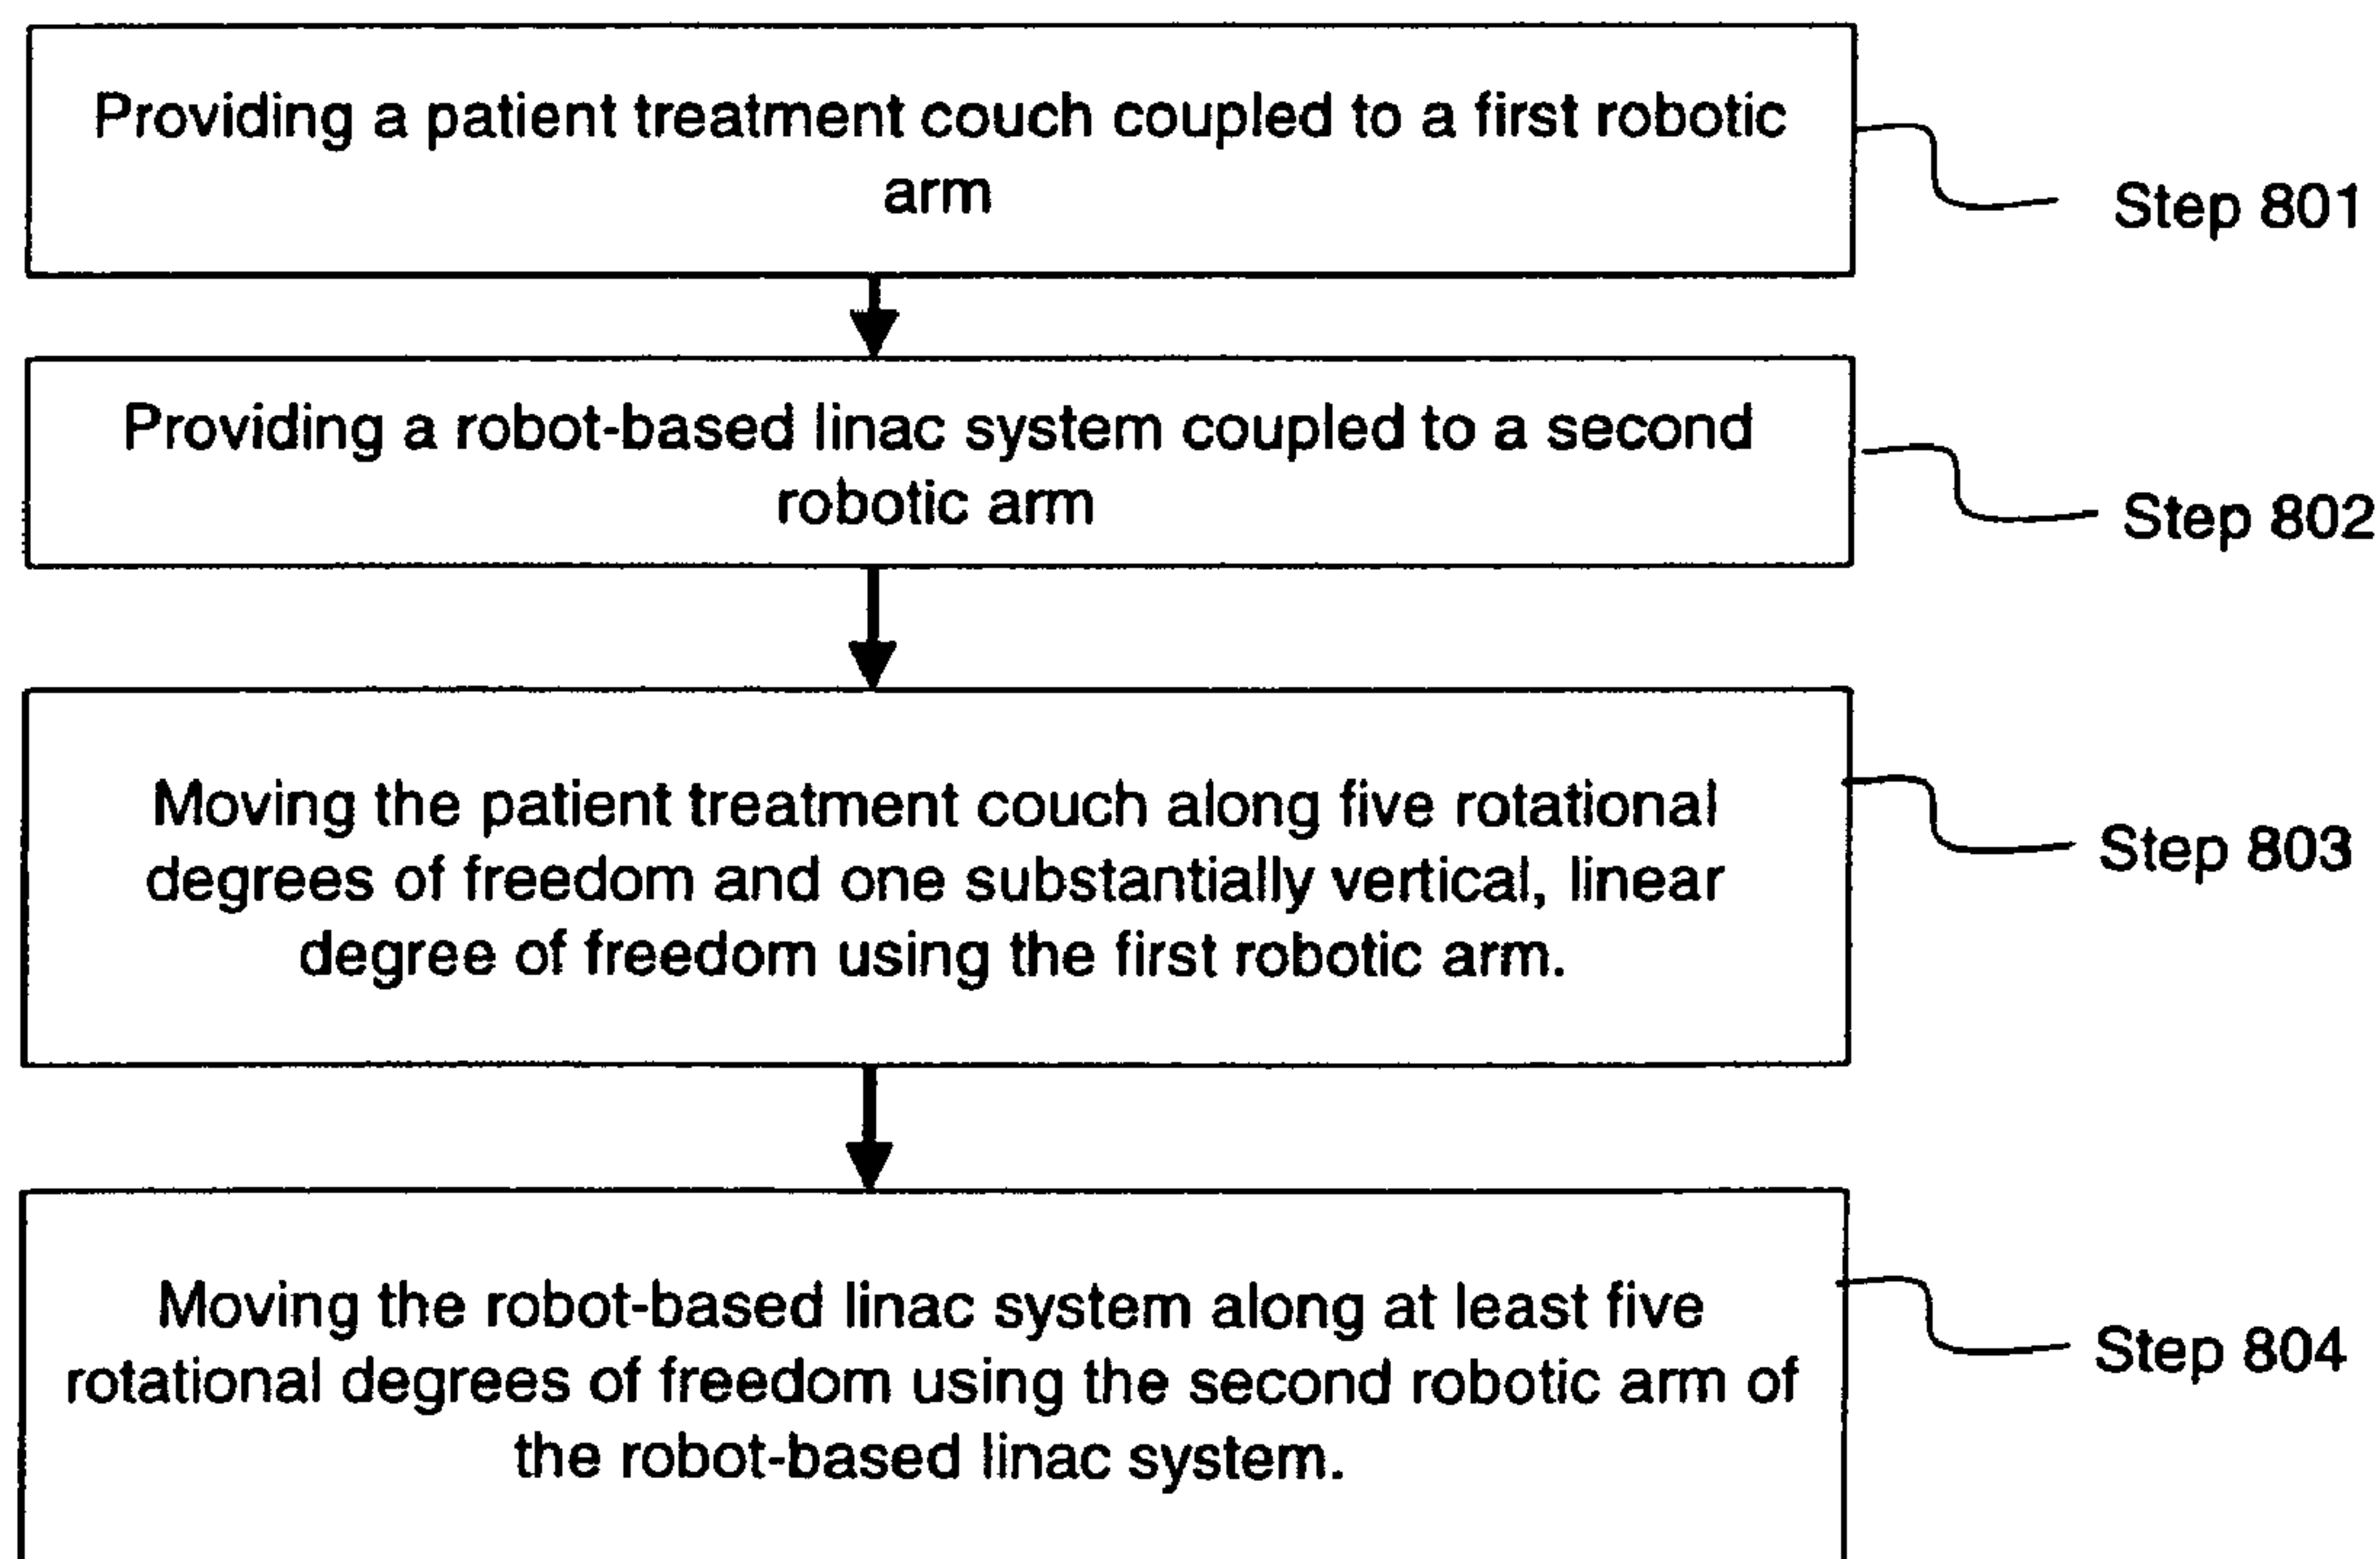 Providing a patient treatment couch coupled to a first robotic
arm
Step 801
Providing a robot-based linac system coupled to a second
robotic arm
Step 802
Moving the patient treatment couch along five rotational
degrees of freedom and one substantially vertical, linear
degree of freedom using the first robotic arm.
Step 803
Moving the robot-based linac system along at least five
rotational degrees of freedom using the second robotic arm of
the robot-based linac system.
Step 804